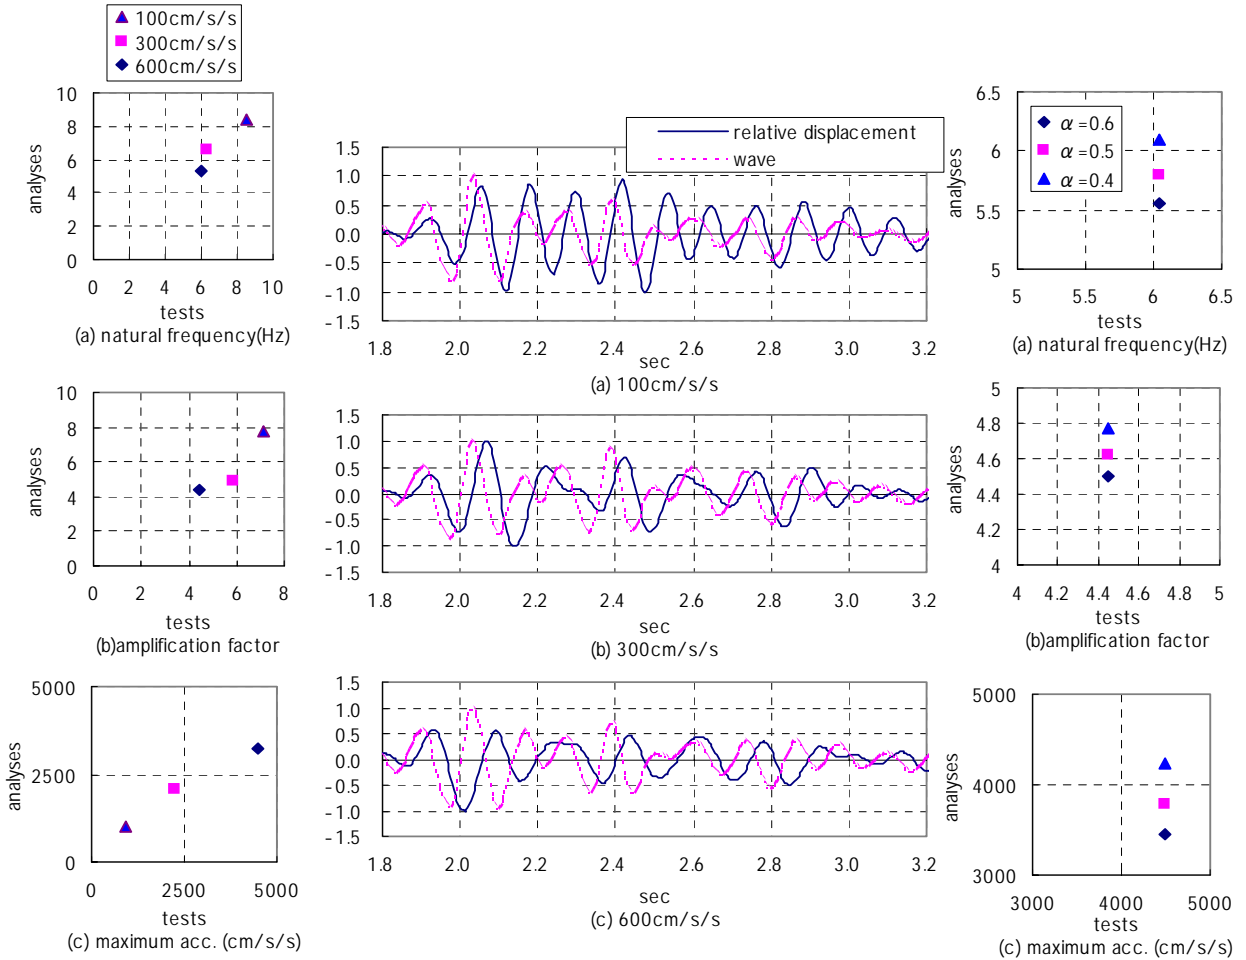 100cm/s/s
300cm/s/s
600cm/s/s
10
8
6
4
2
0
analyses
0 2 4 6 8 10
tests
(a) natural frequency(Hz)
10
8
6
4
2
0
analyses
0 2 4 6 8
tests
(b)amplification factor
5000
2500
0
analyses
0 2500 5000
tests
(c) maximum acc. (cm/s/s)
relative displacement
wave
1.5
1.0
0.5
0.0
-0.5
-1.0
-1.5
1.8 2.0 2.2 2.4 2.6 2.8 3.0 3.2
sec
(a) 100cm/s/s
1.5
1.0
0.5
0.0
-0.5
-1.0
-1.5
1.8 2.0 2.2 2.4 2.6 2.8 3.0 3.2
sec
(b) 300cm/s/s
1.5
1.0
0.5
0.0
-0.5
-1.0
-1.5
1.8 2.0 2.2 2.4 2.6 2.8 3.0 3.2
sec
(c) 600cm/s/s
6.5
6
5.5
5
analyses
α=0.6
α=0.5
α=0.4
5 5.5 6 6.5
tests
(a) natural frequency(Hz)
5
4.8
4.6
4.4
4.2
4
analyses
4 4.2 4.4 4.6 4.8 5
tests
(b)amplification factor
5000
4000
3000
analyses
3000 4000 5000
tests
(c) maximum acc. (cm/s/s)